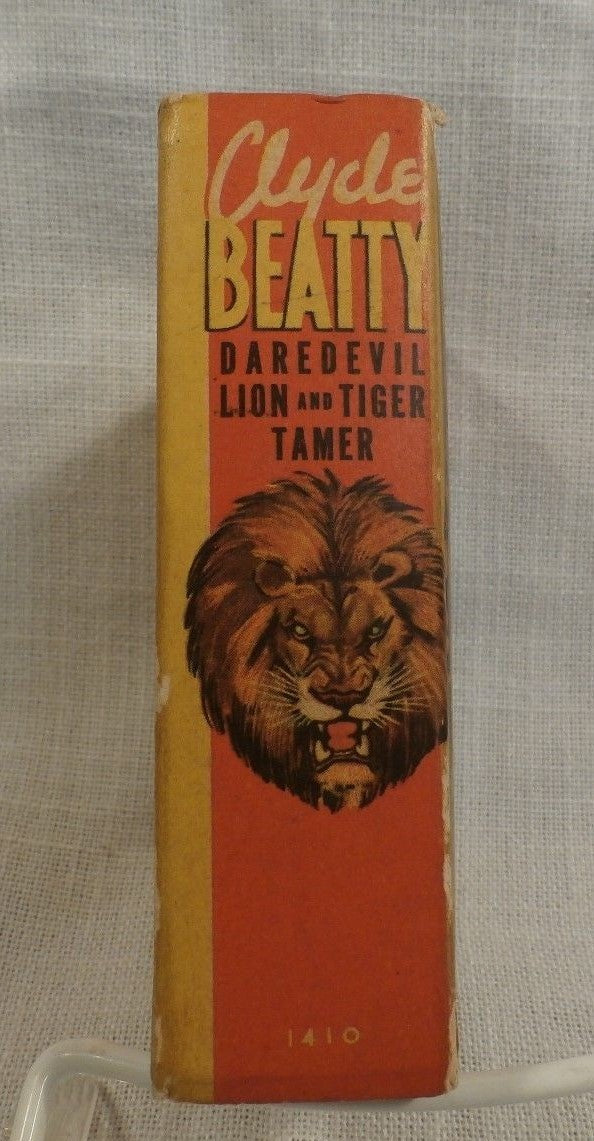 Clyde
BEATTY
DAREDEVIL
LION AND TIGER
TAMER
1410